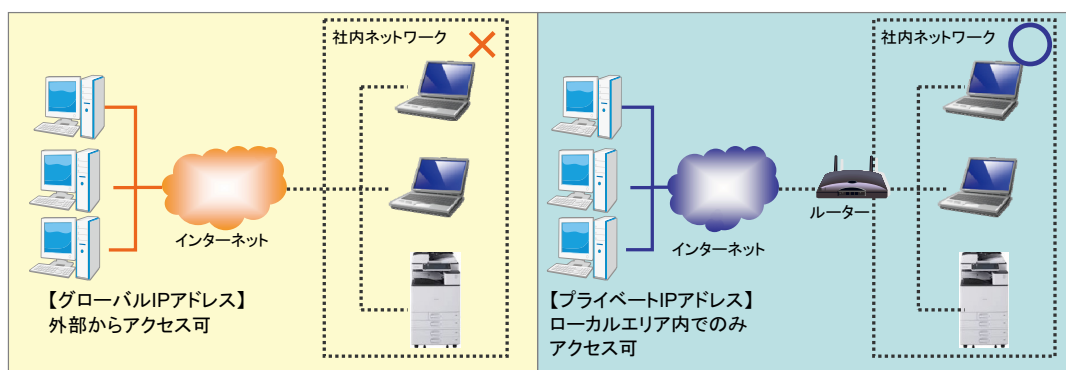 社内ネットワーク
インターネット
【グローバルIPアドレス】
外部からアクセス可
社内ネットワーク
ルーター
インターネット
【プライベートIPアドレス】
ローカルエリア内でのみ
アクセス可